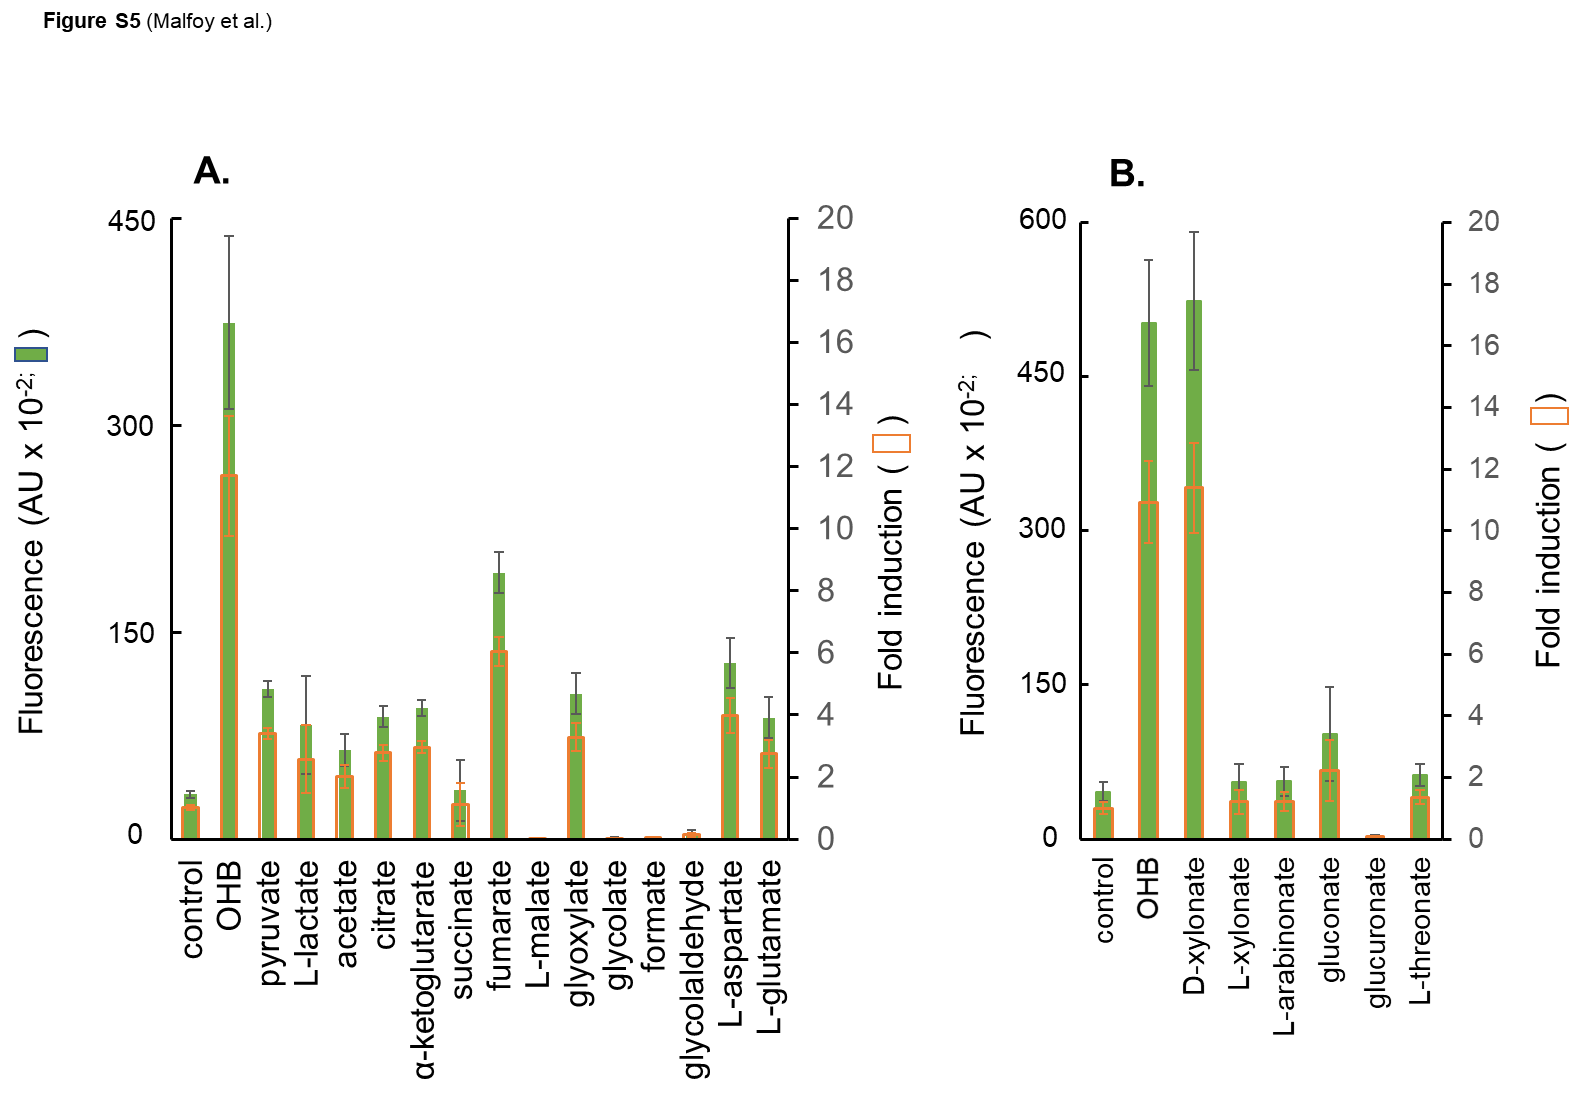 Figure S5 (Malfoy et al.)
A.
Fluorescence (AU x 10-2; )
450
300
150
0
20
18
16
14
12
10
8
6
4
2
0
Fold induction ( )
control
OHB
pyruvate
L-lactate
acetate
citrate
α-ketoglutarate
succinate
fumarate
L-malate
glyoxylate
glycolate
formate
glycolaldehyde
L-aspartate
L-glutamate
B.
Fluorescence (AU x 10-2; )
600
450
300
150
0
20
18
16
14
12
10
8
6
4
2
0
Fold induction ( )
control
OHB
D-xylonate
L-xylonate
L-arabinonate
gluconate
glucuronate
L-threonate